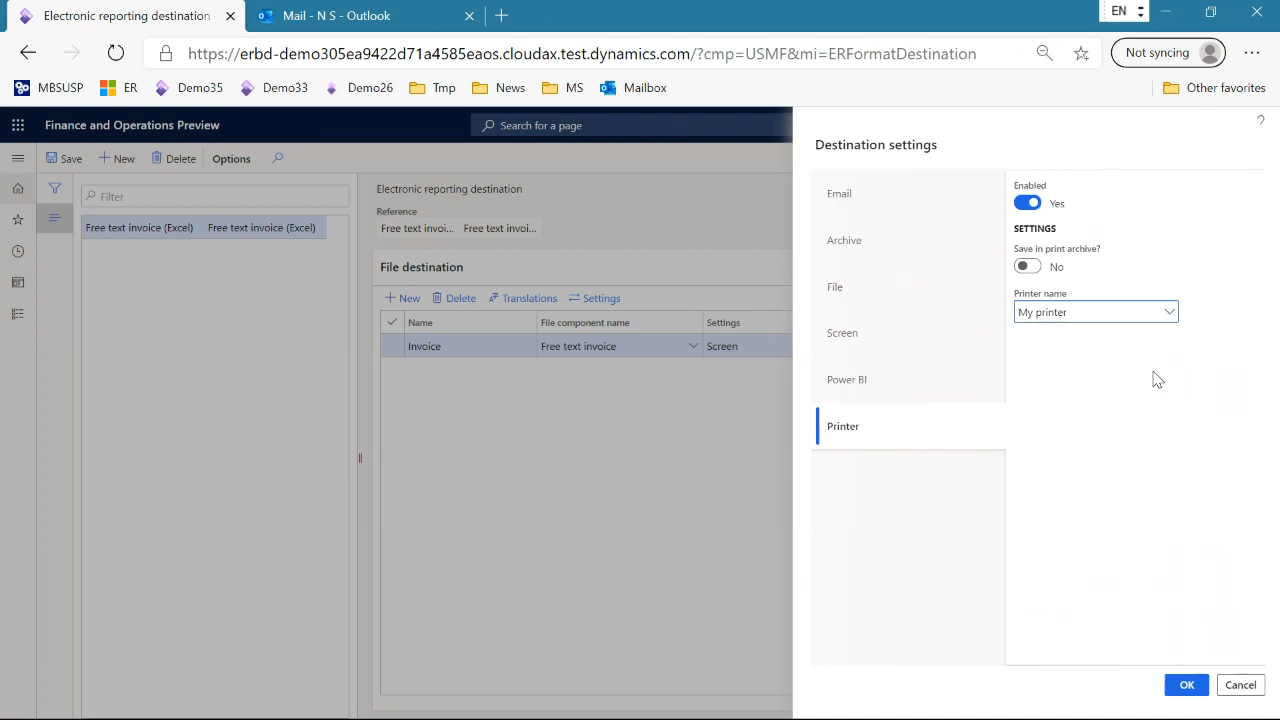 Electronic reporting destination
Mail - N S - Outlook
EN
https://erbd-demo305ea9422d71a4585eaos.cloudax.test.dynamics.com/?cmp=USMF&mi=ERFormatDestination
Not syncing
MBSUSP
ER
Demo35
Demo33
Demo26
Tmp
News
MS
Mailbox
Other favorites
Finance and Operations Preview
Search for a page
?
Save
New
Delete
Options
Filter
Free text invoice (Excel) Free text invoice (Excel)
Electronic reporting destination
Reference
Free text invoi... Free text invoi...
File destination
New
Delete
Translations
Settings
Name
File component name
Settings
Invoice
Free text invoice
Screen
Destination settings
Email
Archive
File
Screen
Power BI
Printer
Enabled
Yes
SETTINGS
Save in print archive?
No
Printer name
My printer
OK
Cancel